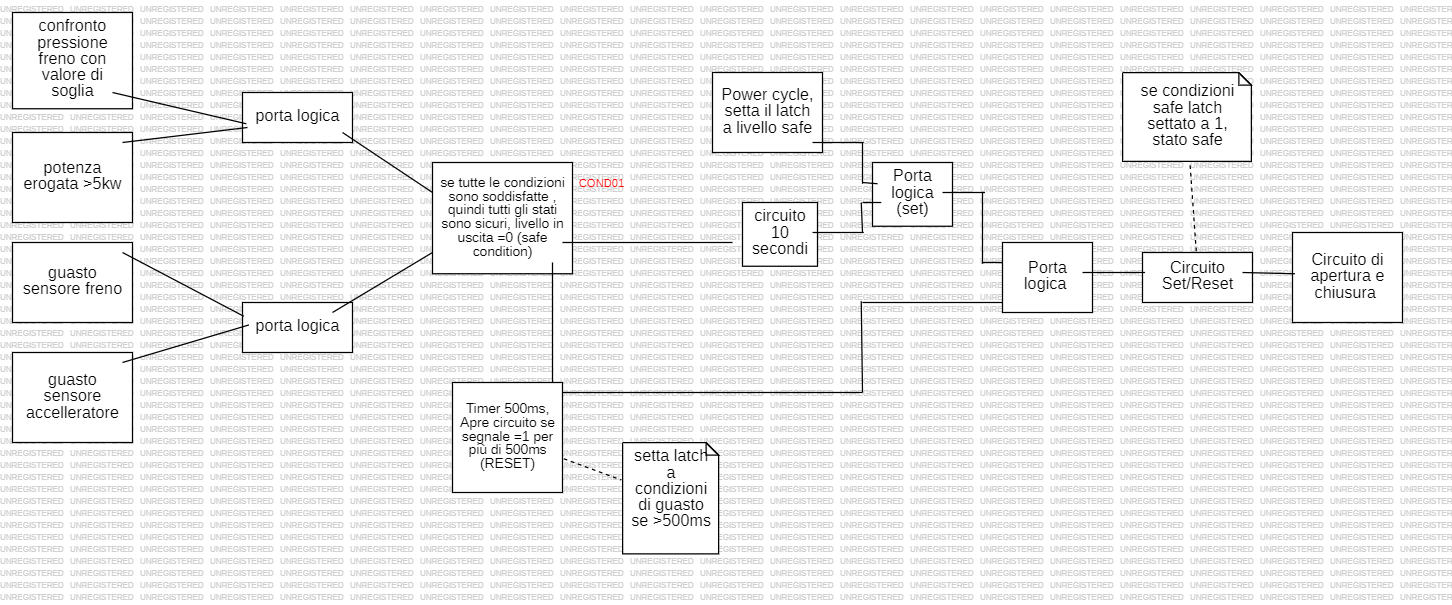 confronto
pressione
freno con
valore di
soglia
potenza
erogata >5kw
guasto
sensore freno
guasto
sensore
accelleratore
porta logica
porta logica
se tutte le condizioni
sono soddisfatte ,
quindi tutti gli stati
sono sicuri, livello in
uscita =0 (safe
condition)
COND01
Timer 500ms,
Apre circuito se
segnale =1 per
più di 500ms
(RESET)
setta latch
a
condizioni
di guasto
se >500ms
Power cycle,
setta il latch
a livello safe
circuito
10
secondi
Porta
logica
(set)
Porta
logica
se condizioni
safe latch
settato a 1,
stato safe
Circuito
Set/Reset
Circuito di
apertura e
chiusura
UNREGISTERED